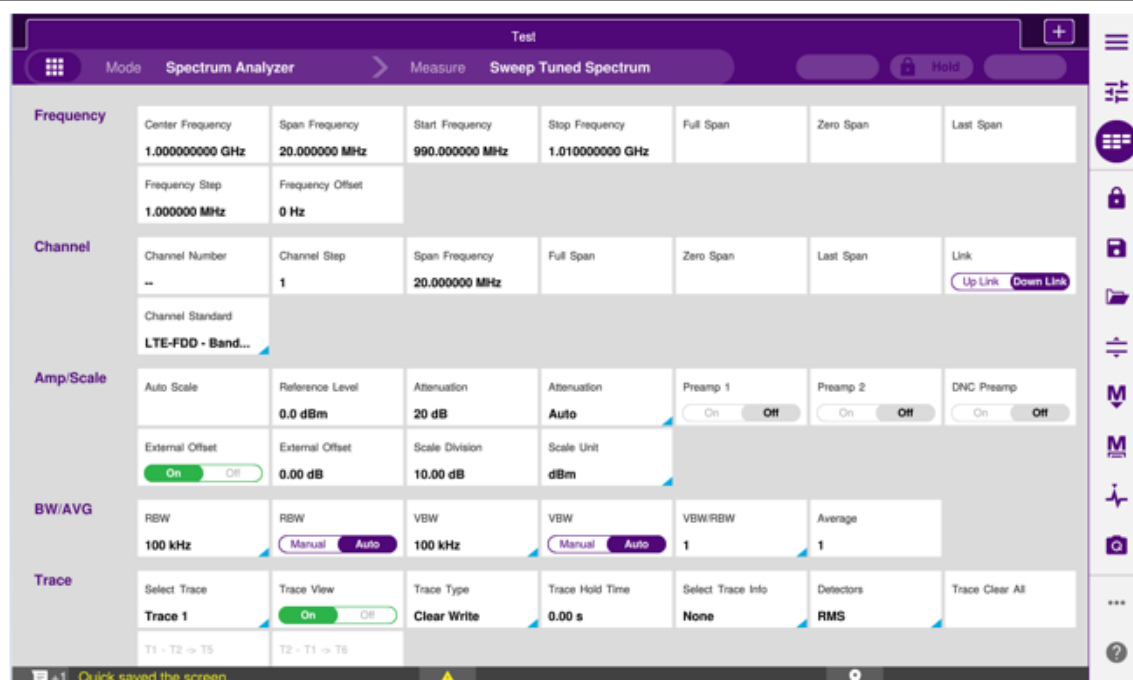 Test
+
Mode Spectrum Analyzer Measure Sweep Tuned Spectrum Hold
Frequency
Center Frequency Span Frequency Start Frequency Stop Frequency Full Span Zero Span Last Span
1.000000000 GHz 20.000000 MHz 990.000000 MHz 1.010000000 GHz
Frequency Step Frequency Offset
1.000000 MHz 0 Hz
Channel
Channel Number Channel Step Span Frequency Full Span Zero Span Last Span Link
-- 1 20.000000 MHz Up Link Down Link
Channel Standard
LTE-FDD - Band...
Amp/Scale
Auto Scale Reference Level Attenuation Attenuation Preamp 1 Preamp 2 DNC Preamp
0.0 dBm 20 dB Auto On Off On Off On Off
External Offset External Offset Scale Division Scale Unit
On Off 0.00 dB 10.00 dB dBm
BW/AVG
RBW RBW VBW VBW VBW/RBW Average
100 kHz Manual Auto 100 kHz Manual Auto 1 1
Trace
Select Trace Trace View Trace Type Trace Hold Time Select Trace Info Detectors Trace Clear All
Trace 1 On Off Clear Write 0.00 s None RMS
T1 - T2 -> T5 T2 - T1 -> T6
+1 Quick saved the screen
M
M
?